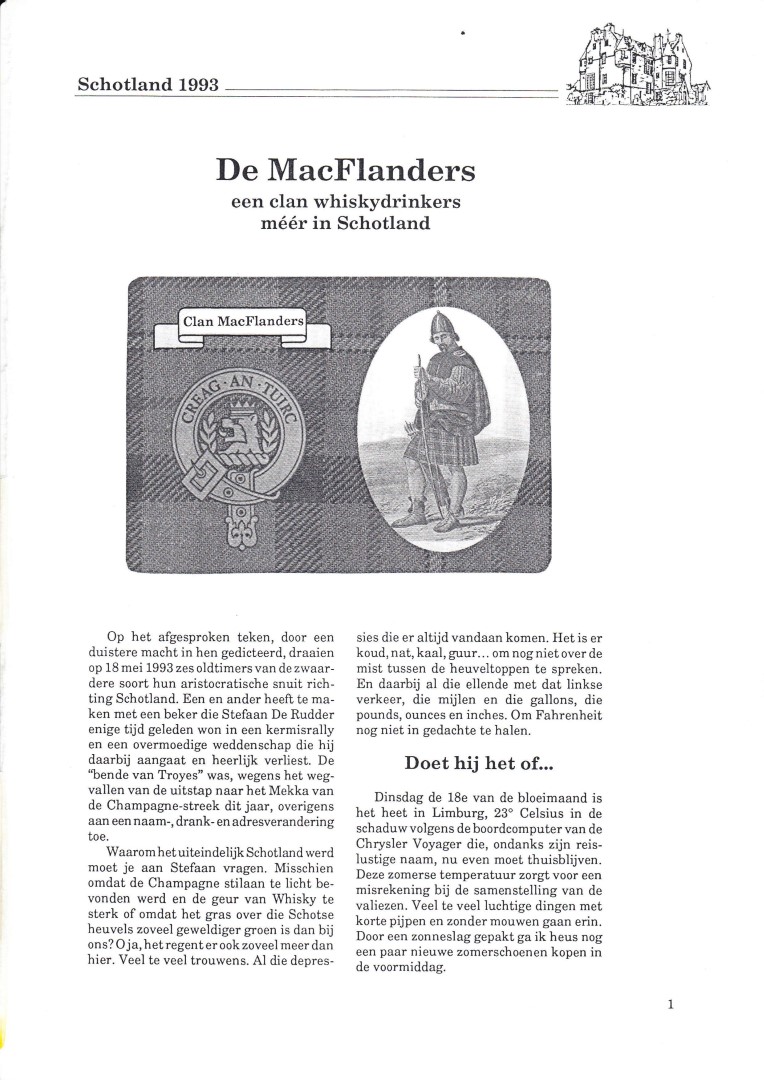 Schotland 1993
De MacFlanders
een clan whiskydrinkers
méér in Schotland
Clan MacFlanders
CREAG·AN·TUIRC
Op het afgesproken teken, door een
duistere macht in hen gedicteerd, draaien
op 18 mei 1993 zes oldtimers van de zwaar-
dere soort hun aristocratische snuit rich-
ting Schotland. Een en ander heeft te ma-
ken met een beker die Stefaan De Rudder
enige tijd geleden won in een kermisrally
en een overmoedige weddenschap die hij
daarbij aangaat en heerlijk verliest. De
“bende van Troyes” was, wegens het weg-
vallen van de uitstap naar het Mekka van
de Champagne-streek dit jaar, overigens
aan een naam-, drank- en adresverandering
toe.
Waarom het uiteindelijk Schotland werd
moet je aan Stefaan vragen. Misschien
omdat de Champagne stilaan te licht be-
vonden werd en de geur van Whisky te
sterk of omdat het gras over die Schotse
heuvels zoveel geweldiger groen is dan bij
ons? O ja, het regent er ook zoveel meer dan
hier. Veel te veel trouwens. Al die depres-
sies die er altijd vandaan komen. Het is er
koud, nat, kaal, guur... om nog niet over de
mist tussen de heuveltoppen te spreken.
En daarbij al die ellende met dat linkse
verkeer, die mijlen en die gallons, die
pounds, ounces en inches. Om Fahrenheit
nog niet in gedachte te halen.
Doet hij het of...
Dinsdag de 18e van de bloeimaand is
het heet in Limburg, 23° Celsius in de
schaduw volgens de boordcomputer van de
Chrysler Voyager die, ondanks zijn reis-
lustige naam, nu even moet thuisblijven.
Deze zomerse temperatuur zorgt voor een
misrekening bij de samenstelling van de
valiezen. Veel te veel luchtige dingen met
korte pijpen en zonder mouwen gaan erin.
Door een zonneslag gepakt ga ik heus nog
een paar nieuwe zomerschoenen kopen in
de voormiddag.
1